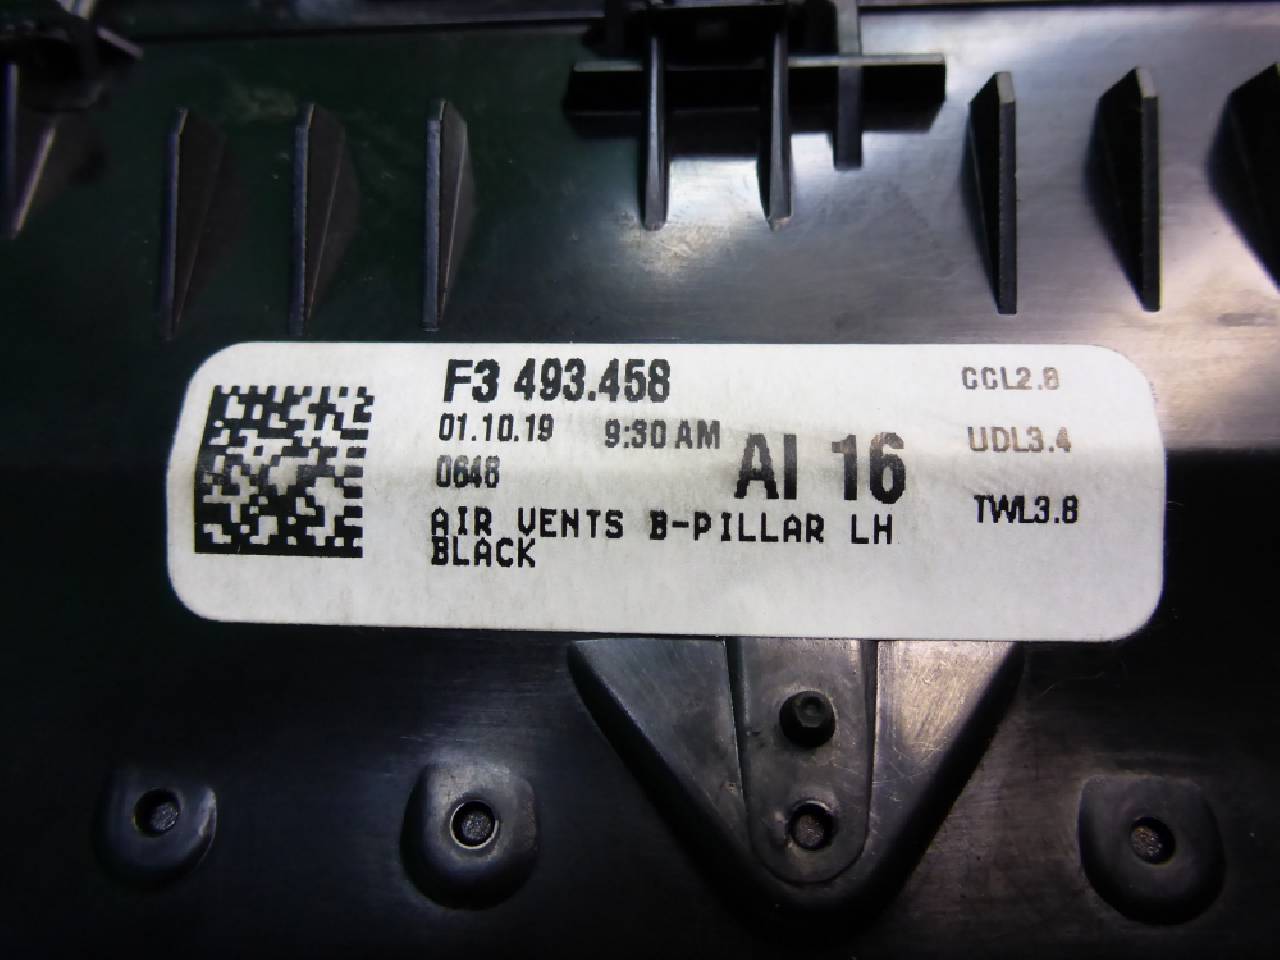 F3 493.458
CCL2.8
01.10.19 9:30 AM
AI 16
UDL3.4
0648
TWL3.8
AIR VENTS B-PILLAR LH
BLACK